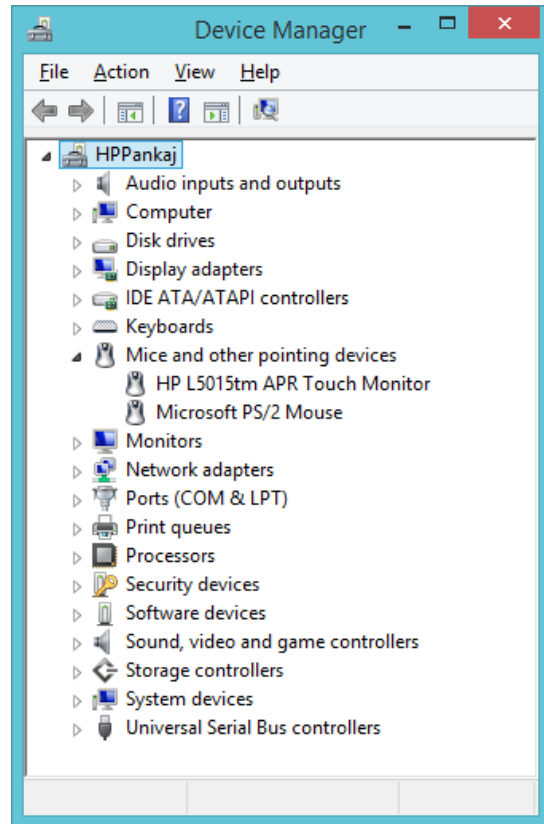 Device Manager
File Action View Help
HPPankaj
Audio inputs and outputs
Computer
Disk drives
Display adapters
IDE ATA/ATAPI controllers
Keyboards
Mice and other pointing devices
HP L5015tm APR Touch Monitor
Microsoft PS/2 Mouse
Monitors
Network adapters
Ports (COM & LPT)
Print queues
Processors
Security devices
Software devices
Sound, video and game controllers
Storage controllers
System devices
Universal Serial Bus controllers